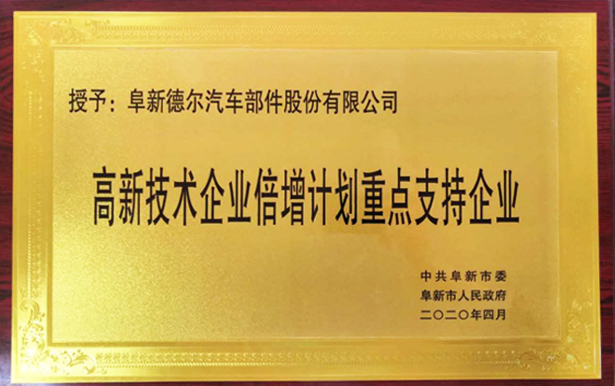 授予：阜新德尔汽车部件股份有限公司
高新技术企业倍增计划重点支持企业
中共阜新市委
阜新市人民政府
二〇二〇年四月